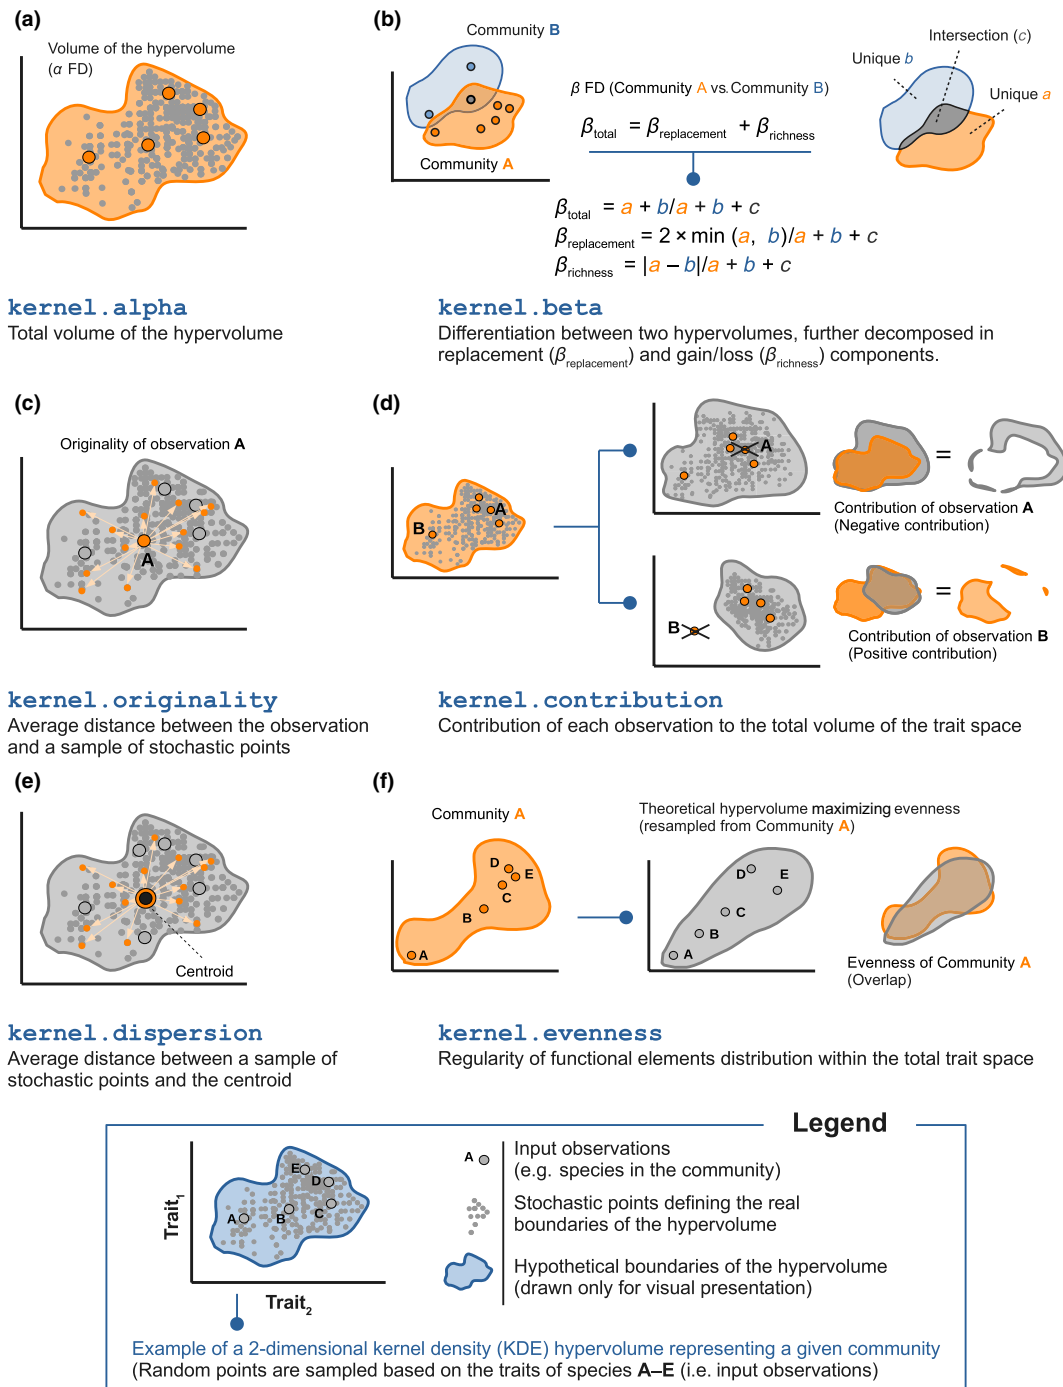 (a)
Volume of the hypervolume
(α FD)
(b)
Community B
Community A
β FD (Community A vs. Community B)
β total = β replacement + β richness
Intersection (c)
Unique b
Unique a
β total = a + b/a + b + c
β replacement = 2 × min (a, b)/a + b + c
β richness = |a – b|/a + b + c
kernel.alpha
Total volume of the hypervolume
kernel.beta
Differentiation between two hypervolumes, further decomposed in
replacement (β replacement) and gain/loss (β richness) components.
(c)
Originality of observation A
A
(d)
B
A
A
=
Contribution of observation A
(Negative contribution)
B
=
Contribution of observation B
(Positive contribution)
kernel.originality
Average distance between the observation
and a sample of stochastic points
kernel.contribution
Contribution of each observation to the total volume of the trait space
(e)
Centroid
(f)
Community A
D
E
C
B
A
Theoretical hypervolume maximizing evenness
(resampled from Community A)
D
E
C
B
A
Evenness of Community A
(Overlap)
kernel.dispersion
Average distance between a sample of
stochastic points and the centroid
kernel.evenness
Regularity of functional elements distribution within the total trait space
Legend
Trait1
E
D
A
B
C
Trait2
A
Input observations
(e.g. species in the community)
Stochastic points defining the real
boundaries of the hypervolume
Hypothetical boundaries of the hypervolume
(drawn only for visual presentation)
Example of a 2-dimensional kernel density (KDE) hypervolume representing a given community
(Random points are sampled based on the traits of species A–E (i.e. input observations)